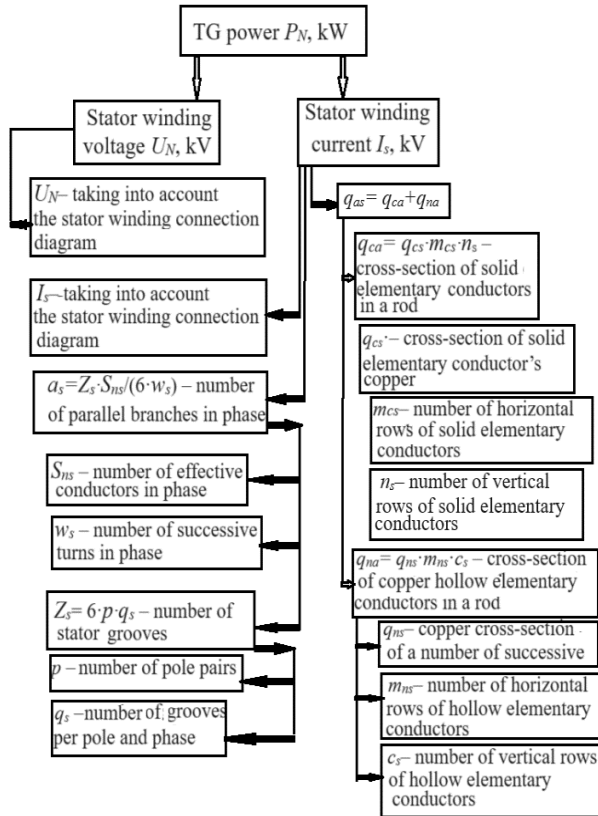 TG power P_N, kW
Stator winding
voltage U_N, kV
Stator winding
current I_s, kV
U_N– taking into account
the stator winding connection
diagram
I_s–taking into account
the stator winding connection
diagram
a_s=Z_s·S_ns/(6·w_s) – number
of parallel branches in phase
S_ns – number of effective
conductors in phase
w_s – number of successive
turns in phase
Z_s= 6·p·q_s – number of
stator grooves
p – number of pole pairs
q_s –number of grooves
per pole and phase
q_as= q_ca+q_na
q_ca= q_cs·m_cs·n_s –
cross-section of solid
elementary conductors
in a rod
q_cs·– cross-section of solid
elementary conductor’s
copper
m_cs– number of horizontal
rows of solid elementary
conductors
n_s– number of vertical
rows of solid elementary
conductors
q_na= q_ns·m_ns·c_s – cross-section
of copper hollow elementary
conductors in a rod
q_ns– copper cross-section
of a number of successive
m_ns– number of horizontal
rows of hollow elementary
conductors
c_s– number of vertical rows
of hollow elementary
conductors